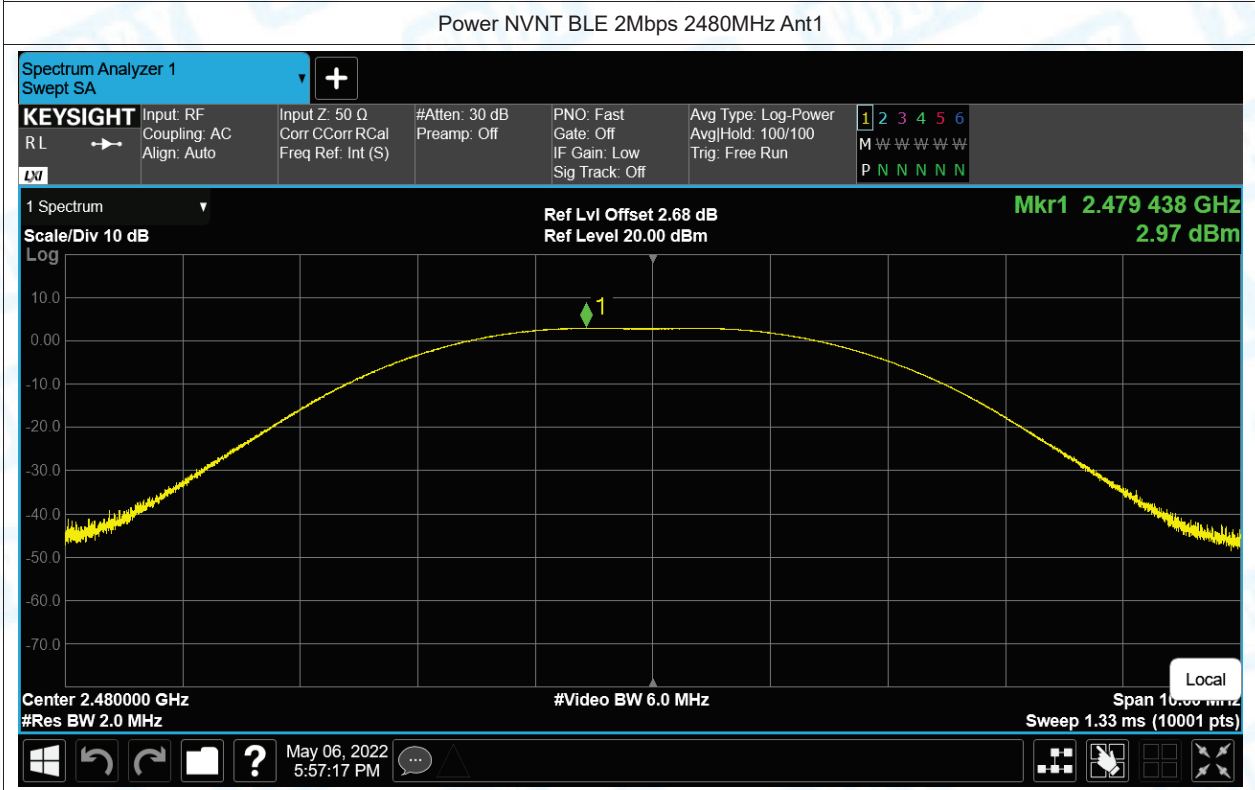 Power NVNT BLE 2Mbps 2480MHz Ant1
Spectrum Analyzer 1
Swept SA
KEYSIGHT
RL
LXI
Input: RF
Coupling: AC
Align: Auto
Input Z: 50 Ω
Corr CCorr RCal
Freq Ref: Int (S)
#Atten: 30 dB
Preamp: Off
PNO: Fast
Gate: Off
IF Gain: Low
Sig Track: Off
Avg Type: Log-Power
Avg|Hold: 100/100
Trig: Free Run
1 2 3 4 5 6
M W W W W W
P N N N N N
1 Spectrum
Scale/Div 10 dB
Log
Ref Lvl Offset 2.68 dB
Ref Level 20.00 dBm
Mkr1 2.479 438 GHz
2.97 dBm
1
10.0
0.00
-10.0
-20.0
-30.0
-40.0
-50.0
-60.0
-70.0
Local
Center 2.480000 GHz
#Video BW 6.0 MHz
Span 10.00 MHz
#Res BW 2.0 MHz
Sweep 1.33 ms (10001 pts)
?
May 06, 2022
5:57:17 PM